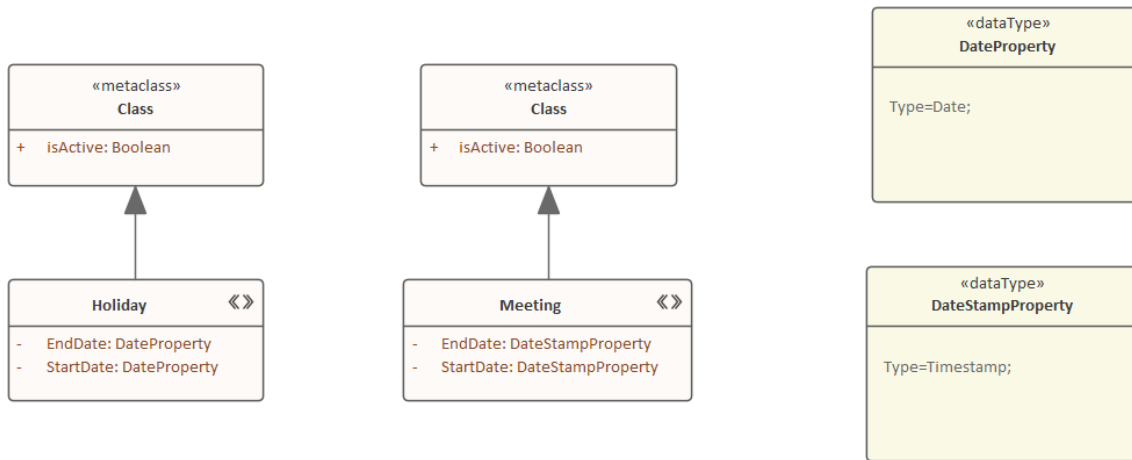 «metaclass»
Class
+ isActive: Boolean
Holiday
- EndDate: DateProperty
- StartDate: DateProperty
«metaclass»
Class
+ isActive: Boolean
Meeting
- EndDate: DateStampProperty
- StartDate: DateStampProperty
«dataType»
DateProperty
Type=Date;
«dataType»
DateStampProperty
Type=Timestamp;